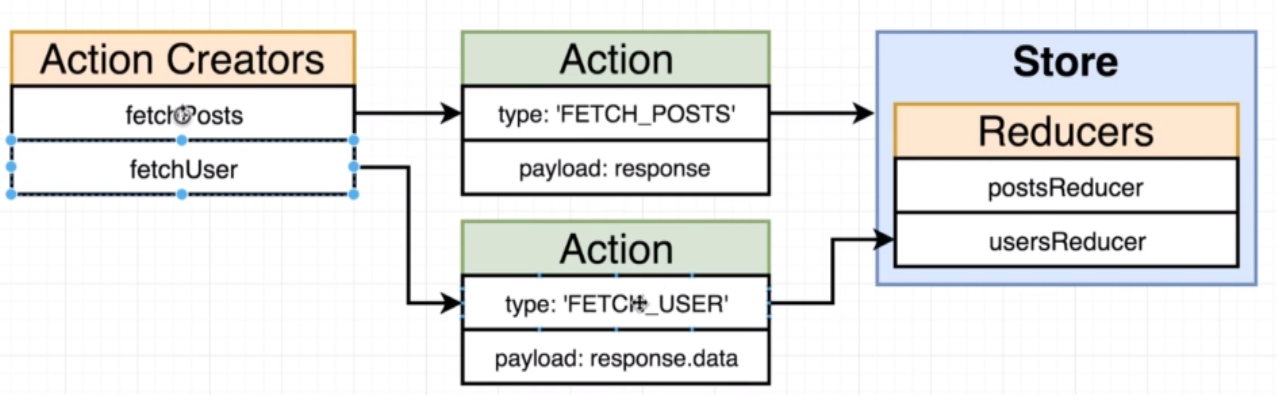 Action Creators
fetchPosts
fetchUser
Action
type: 'FETCH_POSTS'
payload: response
Action
type: 'FETCH_USER'
payload: response.data
Store
Reducers
postsReducer
usersReducer